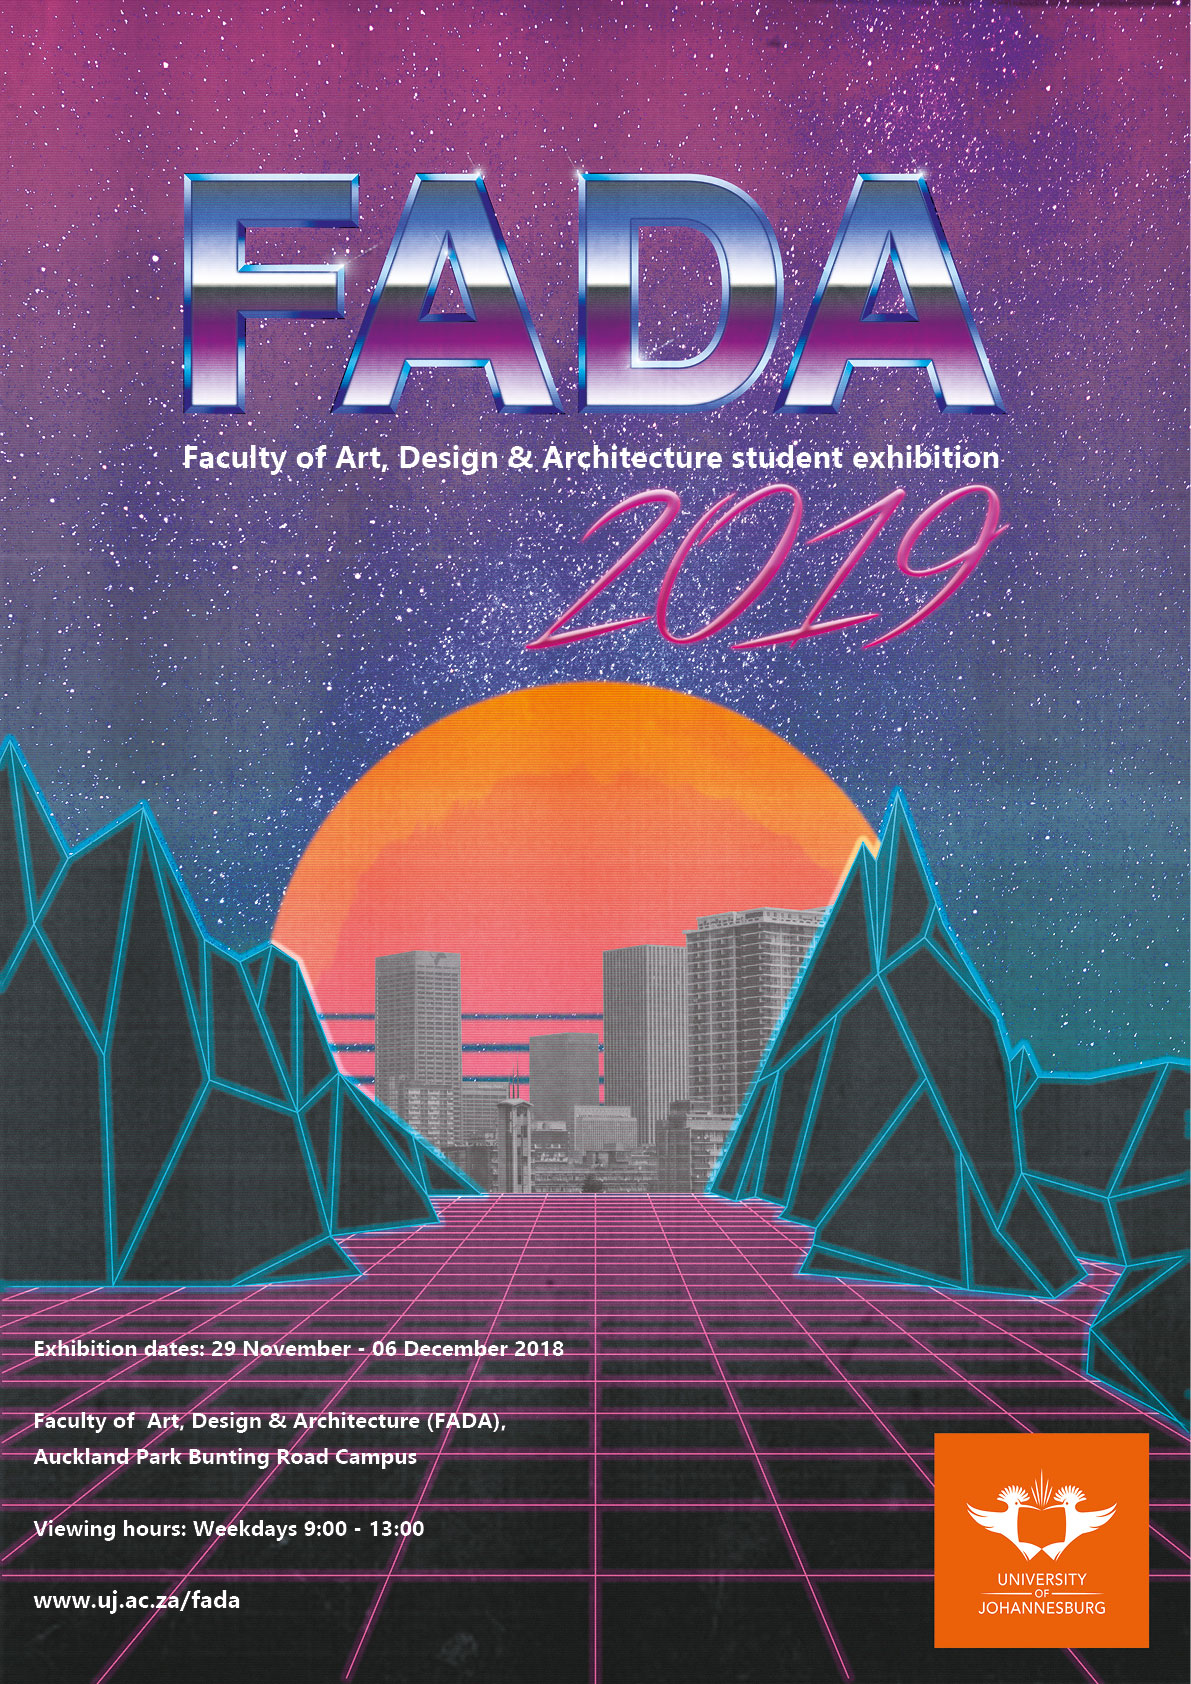 FADA
Faculty of Art, Design & Architecture student exhibition
2019
Exhibition dates: 29 November - 06 December 2018
Faculty of  Art, Design & Architecture (FADA),
Auckland Park Bunting Road Campus
Viewing hours: Weekdays 9:00 - 13:00
www.uj.ac.za/fada
UNIVERSITY
OF
JOHANNESBURG